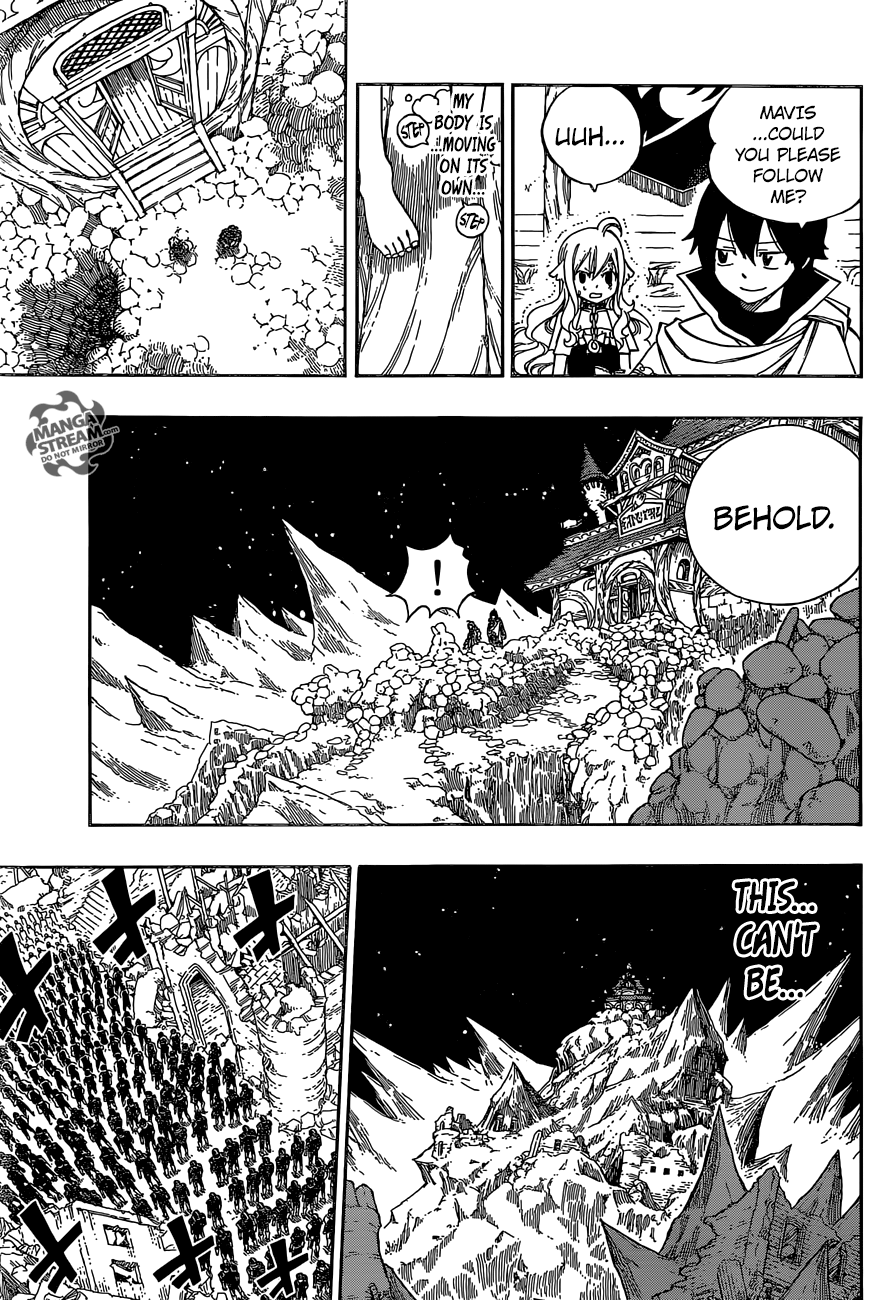 MAVIS
...COULD
YOU PLEASE
FOLLOW
ME?
UUH...
MY
BODY IS
...MOVING
ON ITS
OWN...
STEP
STEP
MANGA
STREAM.com
DO NOT MIRROR
BEHOLD.
!
THIS...
CAN'T
BE...